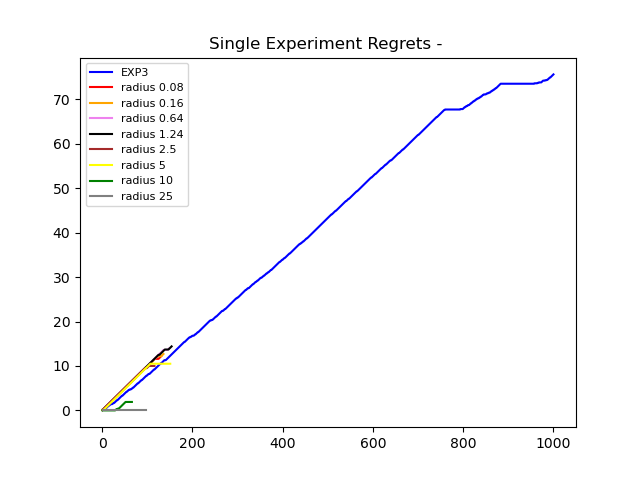 Single Experiment Regrets -
EXP3
radius 0.08
radius 0.16
radius 0.64
radius 1.24
radius 2.5
radius 5
radius 10
radius 25
70
60
50
40
30
20
10
0
0 200 400 600 800 1000